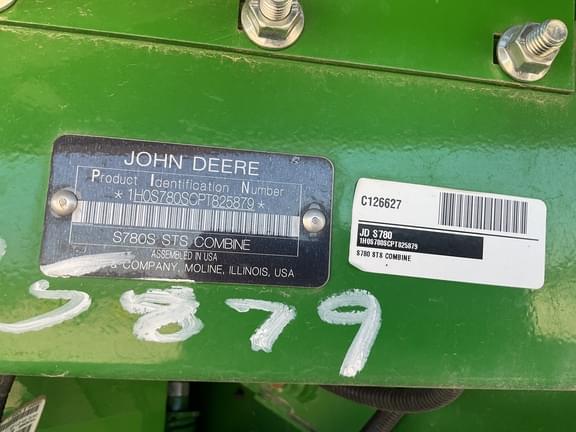 JOHN DEERE
Product Identification Number
*1H0S780SCPT825879*
S780S STS COMBINE
ASSEMBLED IN USA
& COMPANY, MOLINE, ILLINOIS, USA
C126627
JD S780
1H0S780SCPT825879
S780 STS COMBINE
5879